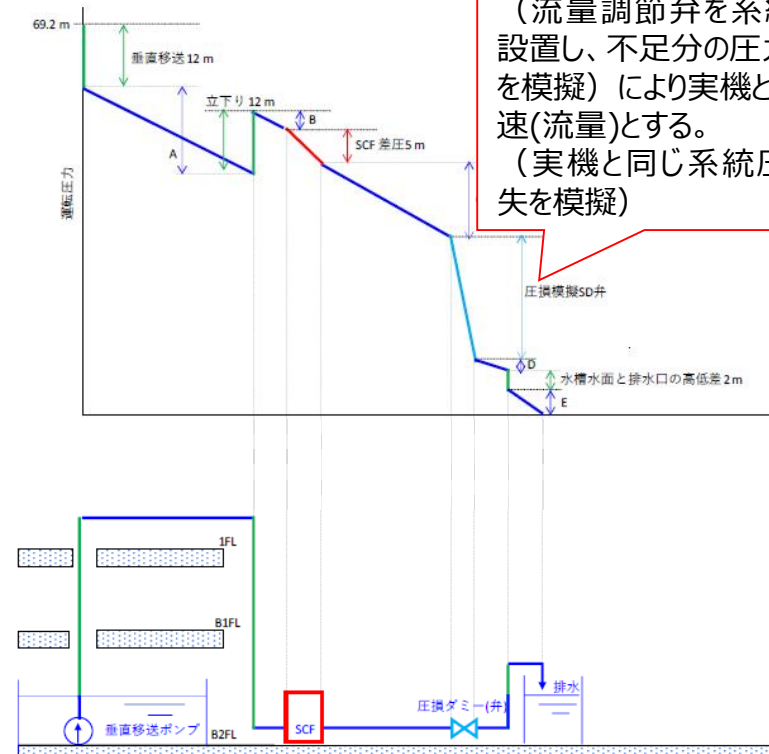 （流量調節弁を系統
設置し、不足分の圧力
を模擬）により実機と
速(流量)とする。
（実機と同じ系統圧
失を模擬）
69.2 m
垂直移送12 m
立下り 12 m
B
A
SCF 差圧5 m
運転圧力
圧損模擬SD弁
D
水槽水面と排水口の高低差2 m
E
1FL
B1FL
排水
圧損ダミー(弁)
垂直移送ポンプ
B2FL
SCF